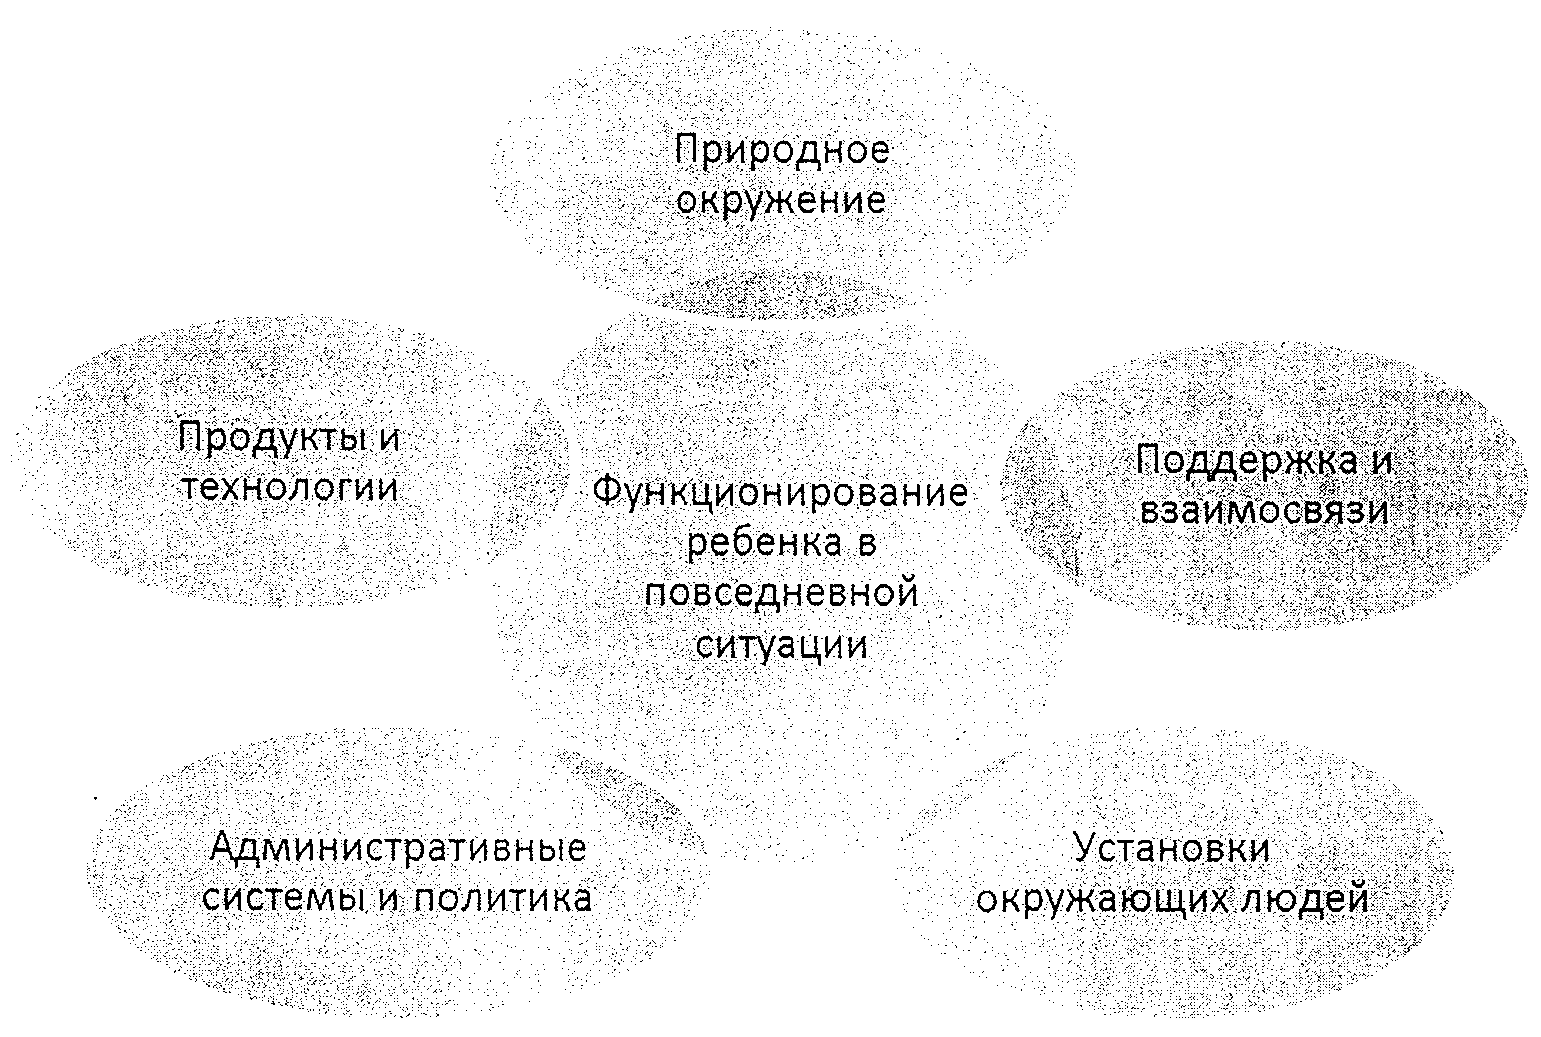 Природное
окружение
Продукты и
технологии
Поддержка и
взаимосвязи
Функционирование
ребенка в
повседневной
ситуации
Административные
системы и политика
Установки
окружающих людей